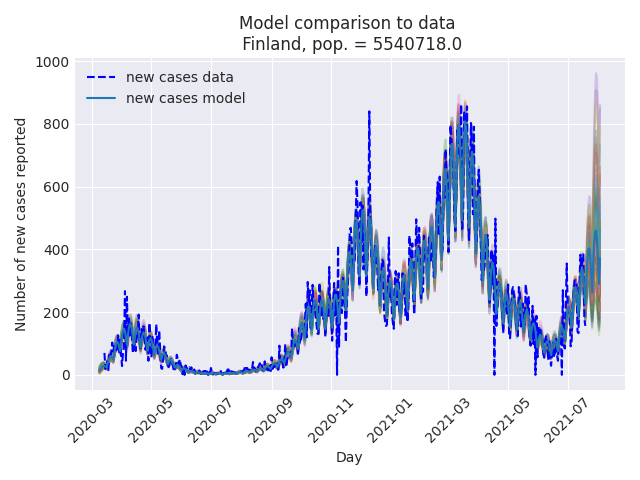 Model comparison to data
Finland, pop. = 5540718.0
new cases data
new cases model
Number of new cases reported
1000
800
600
400
200
0
2020-03
2020-05
2020-07
2020-09
2020-11
2021-01
2021-03
2021-05
2021-07
Day